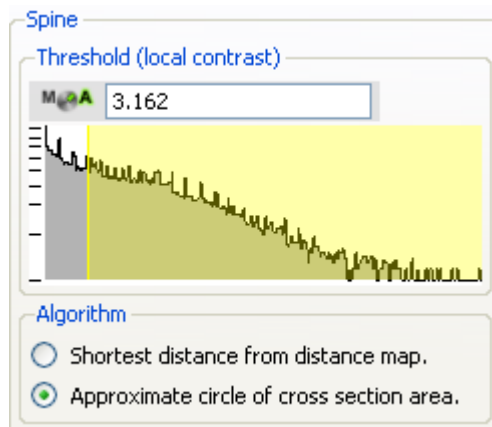 Spine
Threshold (local contrast)
M A 3.162
Algorithm
Shortest distance from distance map.
Approximate circle of cross section area.